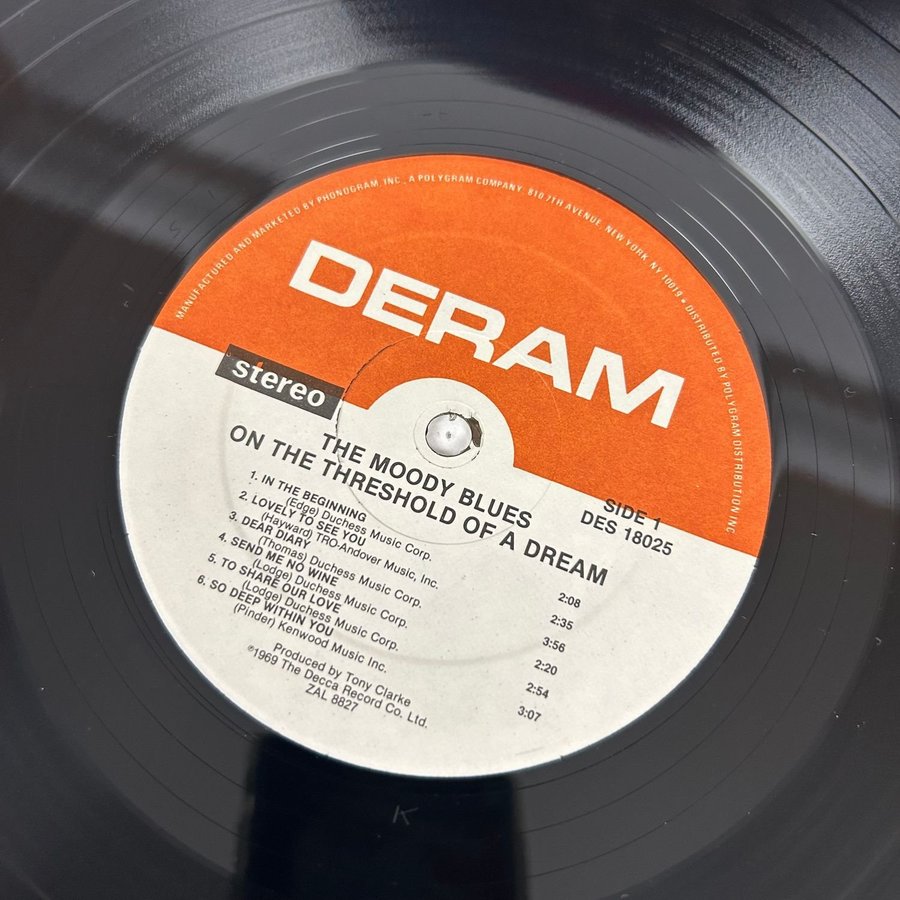 MANUFACTURED AND MARKETED BY PHONOGRAM, INC., A POLYGRAM COMPANY, 810 7TH AVENUE, NEW YORK, NY 10019 • DISTRIBUTED BY POLYGRAM DISTRIBUTION INC.
DERAM
stereo
THE MOODY BLUES
ON THE THRESHOLD OF A DREAM
SIDE 1
DES 18025
1. IN THE BEGINNING 2:08
(Edge) Duchess Music Corp.
2. LOVELY TO SEE YOU 2:35
(Hayward) TRO-Andover Music, Inc.
3. DEAR DIARY 3:56
(Thomas) Duchess Music Corp.
4. SEND ME NO WINE 2:20
(Lodge) Duchess Music Corp.
5. TO SHARE OUR LOVE 2:54
(Lodge) Duchess Music Corp.
6. SO DEEP WITHIN YOU 3:07
(Pinder) Kenwood Music Inc.
Produced by Tony Clarke
℗1969 The Decca Record Co. Ltd.
ZAL 8827
K